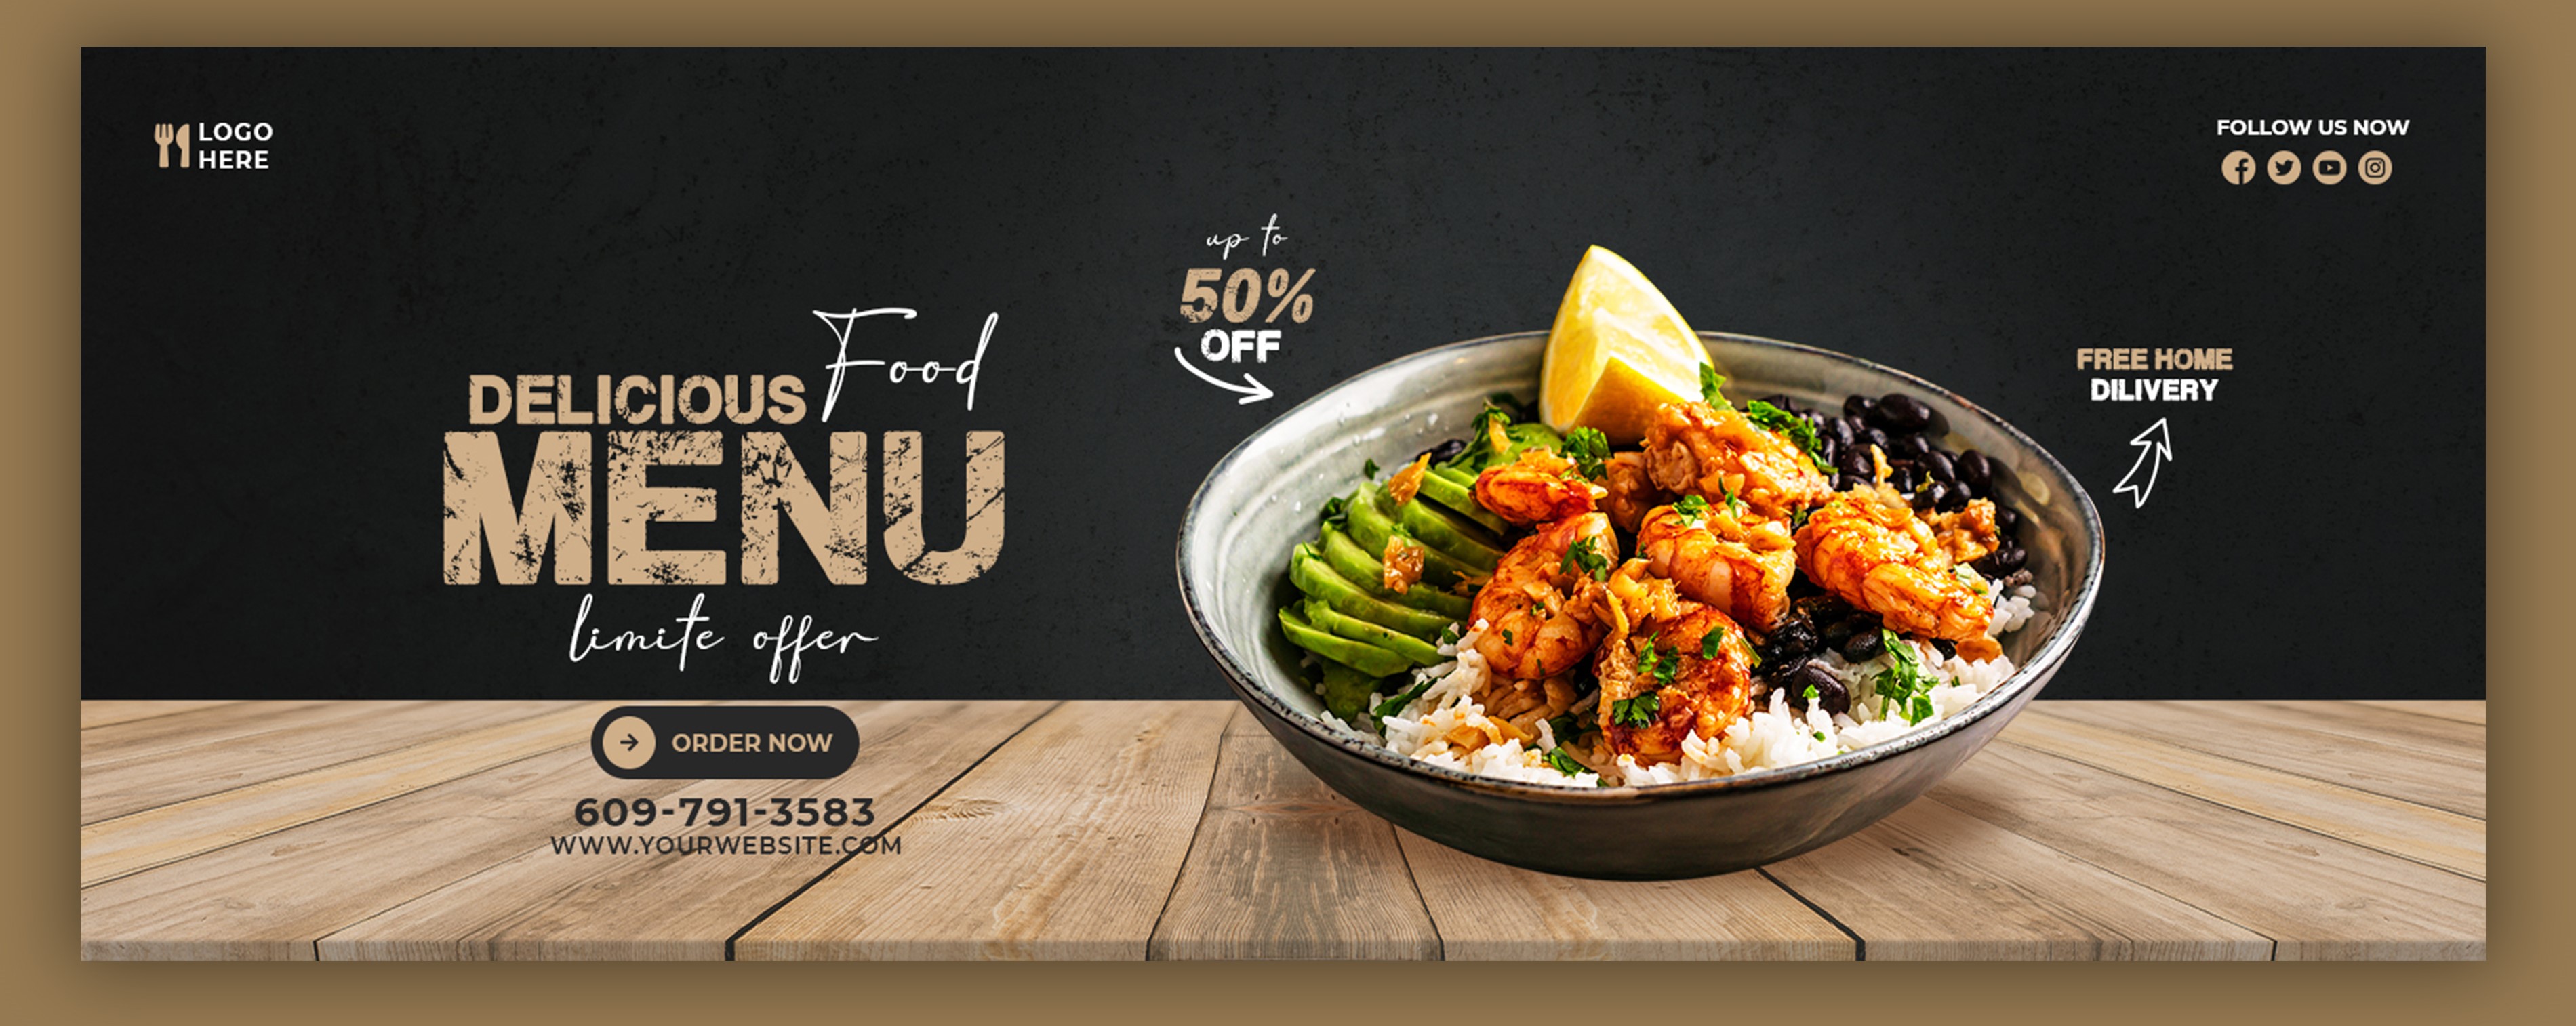 LOGO
HERE
FOLLOW US NOW
up to
50%
OFF
Food
DELICIOUS
MENU
limite offer
FREE HOME
DILIVERY
ORDER NOW
609-791-3583
WWW.YOURWEBSITE.COM